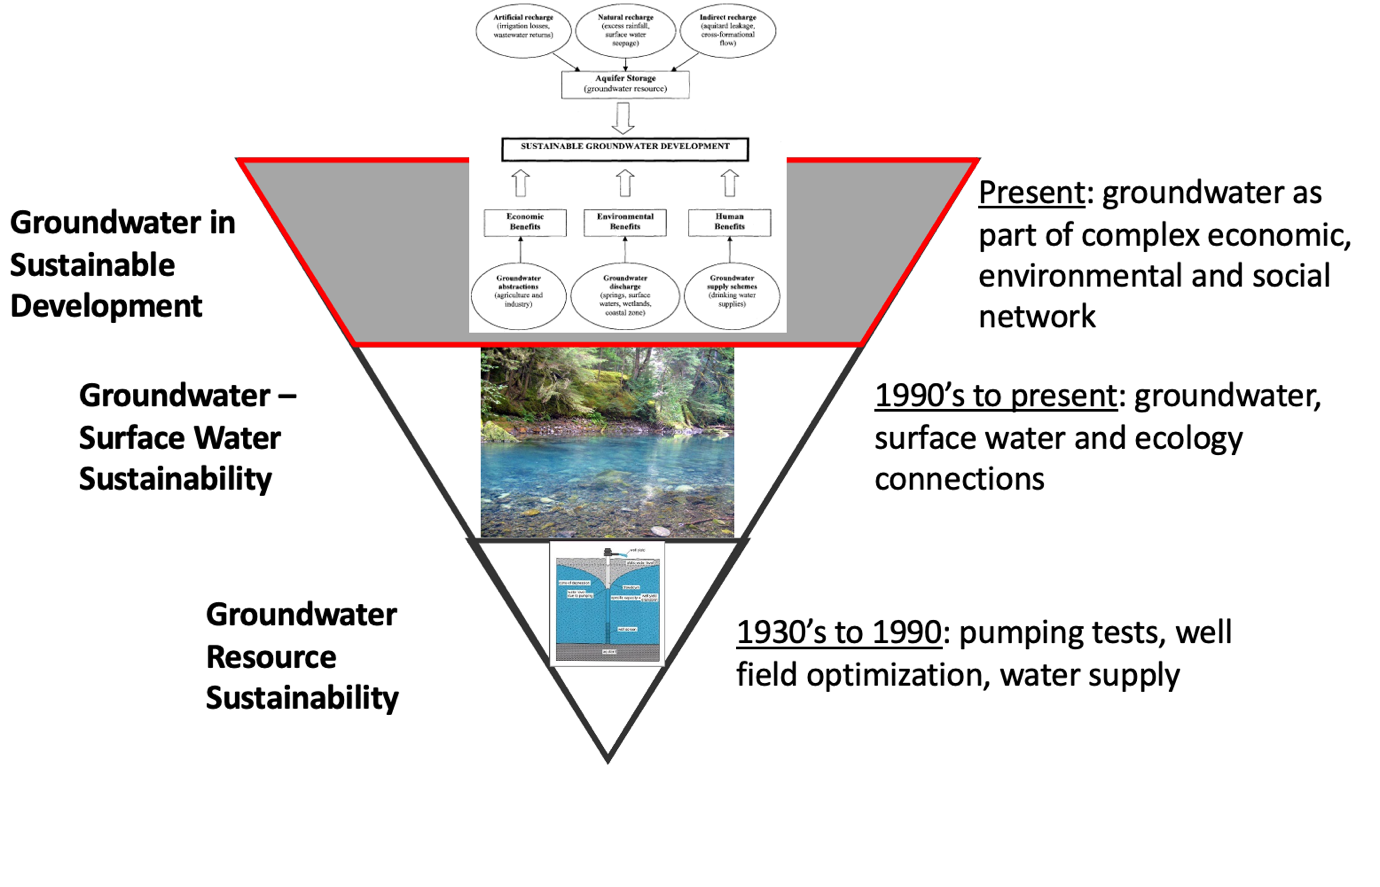 Artificial recharge
(irrigation losses,
wastewater returns)
Natural recharge
(excess rainfall,
surface water
seepage)
Indirect recharge
(aquitard leakage,
cross-formational
flow)
Aquifer Storage
(groundwater resource)
SUSTAINABLE GROUNDWATER DEVELOPMENT
Economic
Benefits
Environmental
Benefits
Human
Benefits
Groundwater
abstractions
(agriculture and
industry)
Groundwater
discharge
(springs, surface
waters, wetlands,
coastal zone)
Groundwater
supply schemes
(drinking water
supplies)
Groundwater in
Sustainable
Development
Present: groundwater as
part of complex economic,
environmental and social
network
Groundwater –
Surface Water
Sustainability
1990’s to present: groundwater,
surface water and ecology
connections
Groundwater
Resource
Sustainability
1930’s to 1990: pumping tests, well
field optimization, water supply